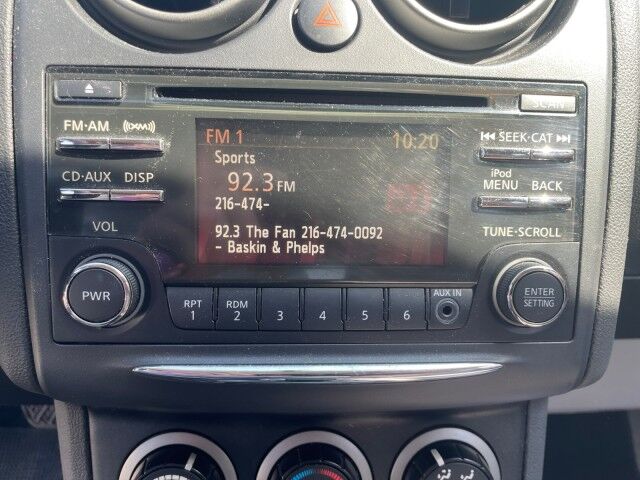 SCAN
FM·AM ((XM))
SEEK·CAT
CD·AUX DISP
iPod
MENU BACK
VOL
TUNE·SCROLL
FM 1 10:20
Sports
92.3 FM
216-474-
92.3 The Fan 216-474-0092
- Baskin & Phelps
PWR
RPT
1
RDM
2
3
4
5
6
AUX IN
ENTER
SETTING